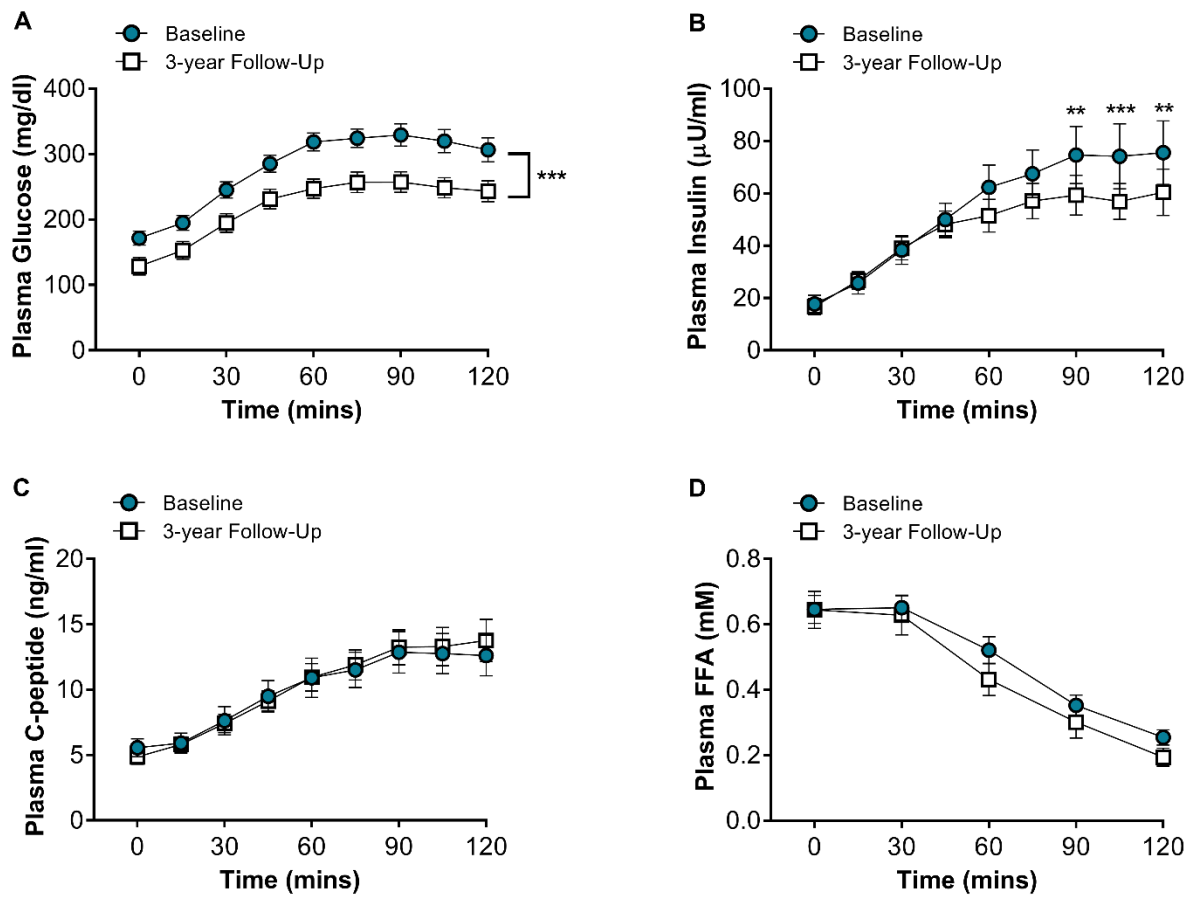 A
Baseline
3-year Follow-Up
Plasma Glucose (mg/dl)
400
300
200
100
0
***
0 30 60 90 120
Time (mins)
B
Baseline
3-year Follow-Up
Plasma Insulin (μU/ml)
100
80
60
40
20
0
** *** **
0 30 60 90 120
Time (mins)
C
Baseline
3-year Follow-Up
Plasma C-peptide (ng/ml)
20
15
10
5
0
0 30 60 90 120
Time (mins)
D
Baseline
3-year Follow-Up
Plasma FFA (mM)
0.8
0.6
0.4
0.2
0.0
0 30 60 90 120
Time (mins)